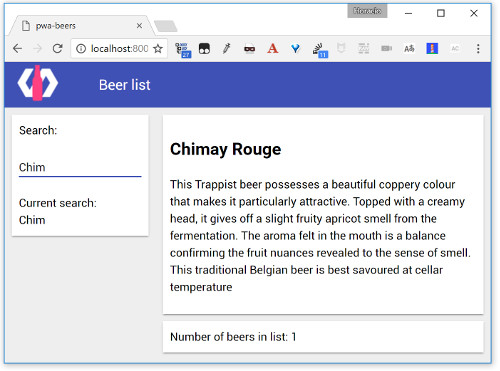 Horacio
pwa-beers
localhost:800
27
11
Beer list
Search:
Chim
Current search:
Chim
Chimay Rouge
This Trappist beer possesses a beautiful coppery colour
that makes it particularly attractive. Topped with a creamy
head, it gives off a slight fruity apricot smell from the
fermentation. The aroma felt in the mouth is a balance
confirming the fruit nuances revealed to the sense of smell.
This traditional Belgian beer is best savoured at cellar
temperature
Number of beers in list: 1